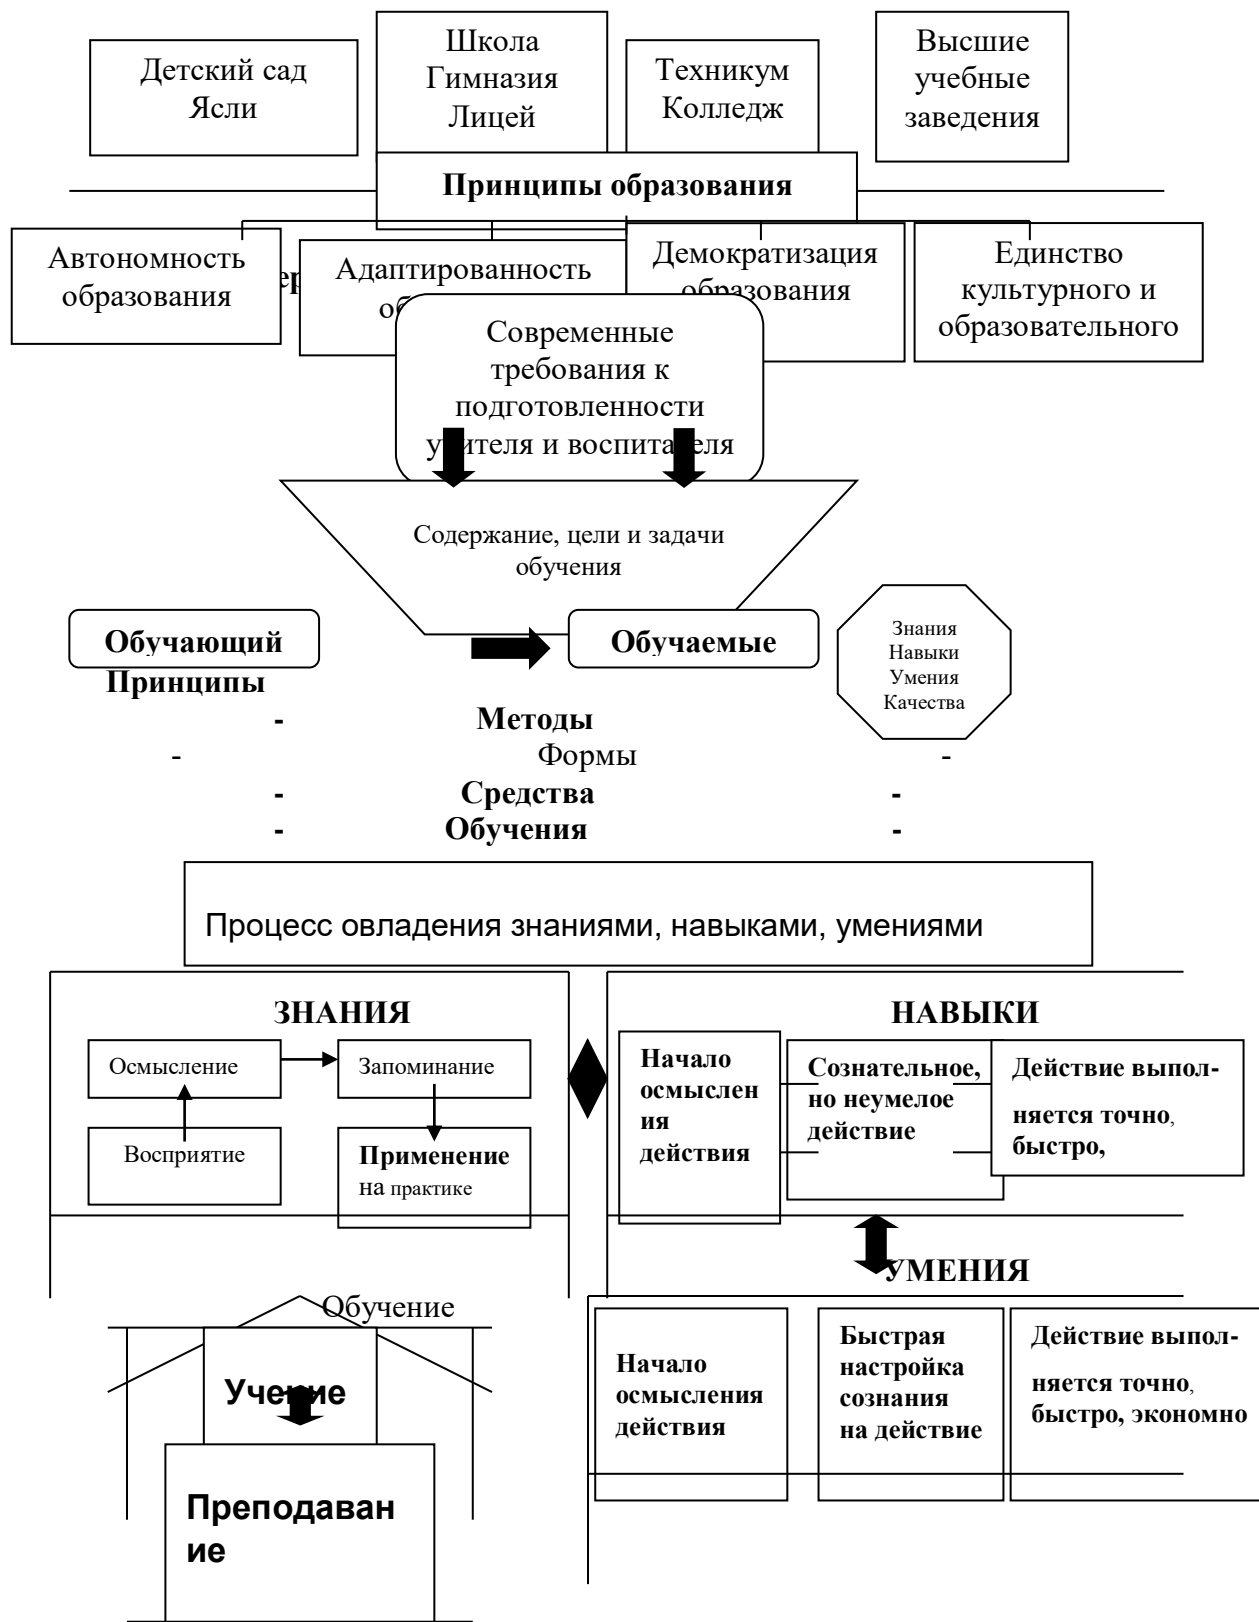 Детский сад
Ясли
Школа
Гимназия
Лицей
Техникум
Колледж
Высшие
учебные
заведения
Принципы образования
Автономность
образования
Адаптированность
Демократизация
образования
Единство
культурного и
образовательного
Современные
требования к
подготовленности
учителя и воспитателя
Содержание, цели и задачи
обучения
Обучающий
Обучаемые
Знания
Навыки
Умения
Качества
Принципы
- Методы
- Формы -
- Средства -
- Обучения -
Процесс овладения знаниями, навыками, умениями
ЗНАНИЯ
Осмысление
Запоминание
Восприятие
Применение
на практике
НАВЫКИ
Начало
осмыслен
ия
действия
Сознательное,
но неумелое
действие
Действие выпол-
няется точно,
быстро,
УМЕНИЯ
Начало
осмысления
действия
Быстрая
настройка
сознания
на действие
Действие выпол-
няется точно,
быстро, экономно
Обучение
Учение
Преподаван
ие